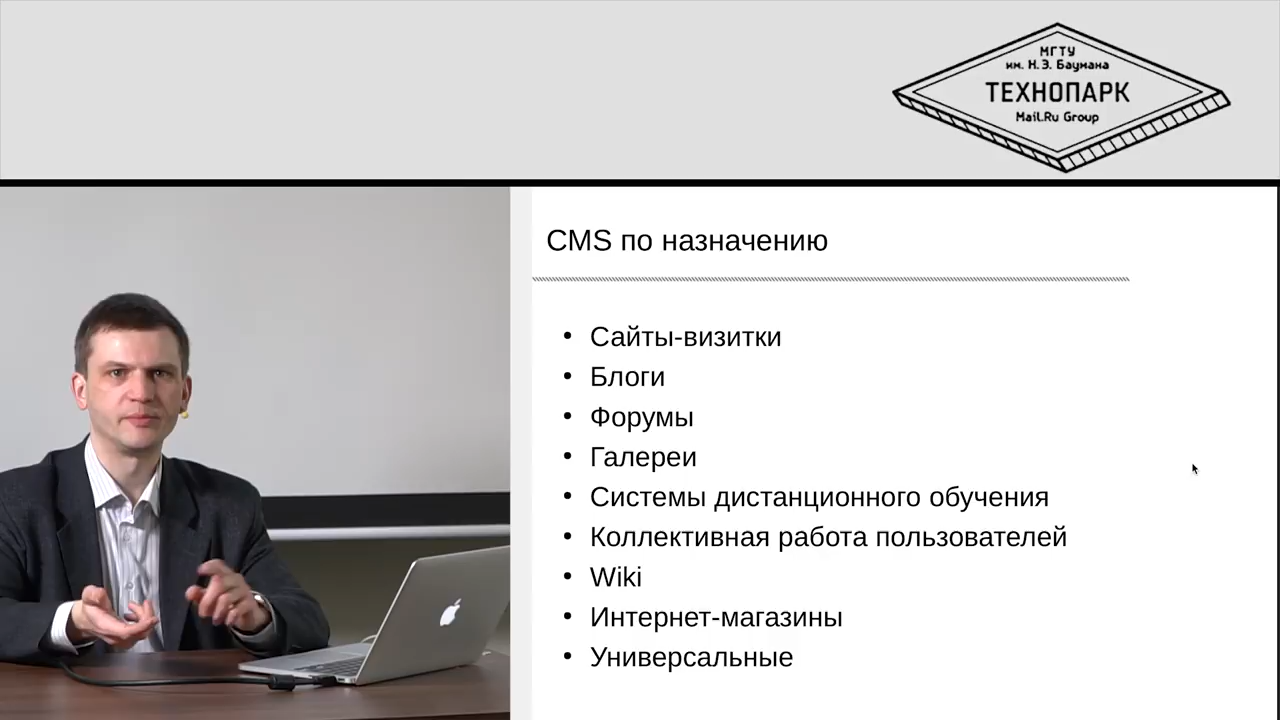 МГТУ
им. Н.Э. Баумана
ТЕХНОПАРК
Mail.Ru Group
CMS по назначению
Сайты-визитки
Блоги
Форумы
Галереи
Системы дистанционного обучения
Коллективная работа пользователей
Wiki
Интернет-магазины
Универсальные